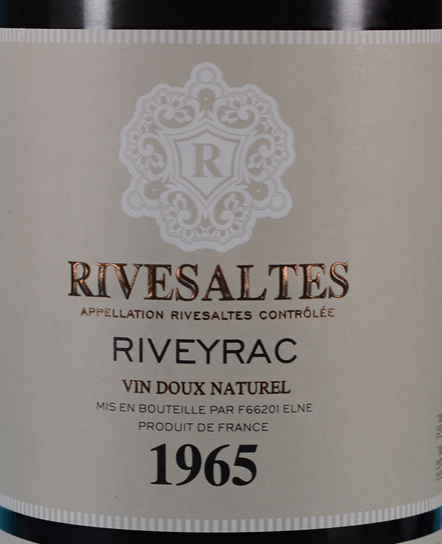 R
RIVESALTES
APPELLATION RIVESALTES CONTRÔLÉE
RIVEYRAC
VIN DOUX NATUREL
MIS EN BOUTEILLE PAR F66201 ELNE
PRODUIT DE FRANCE
1965